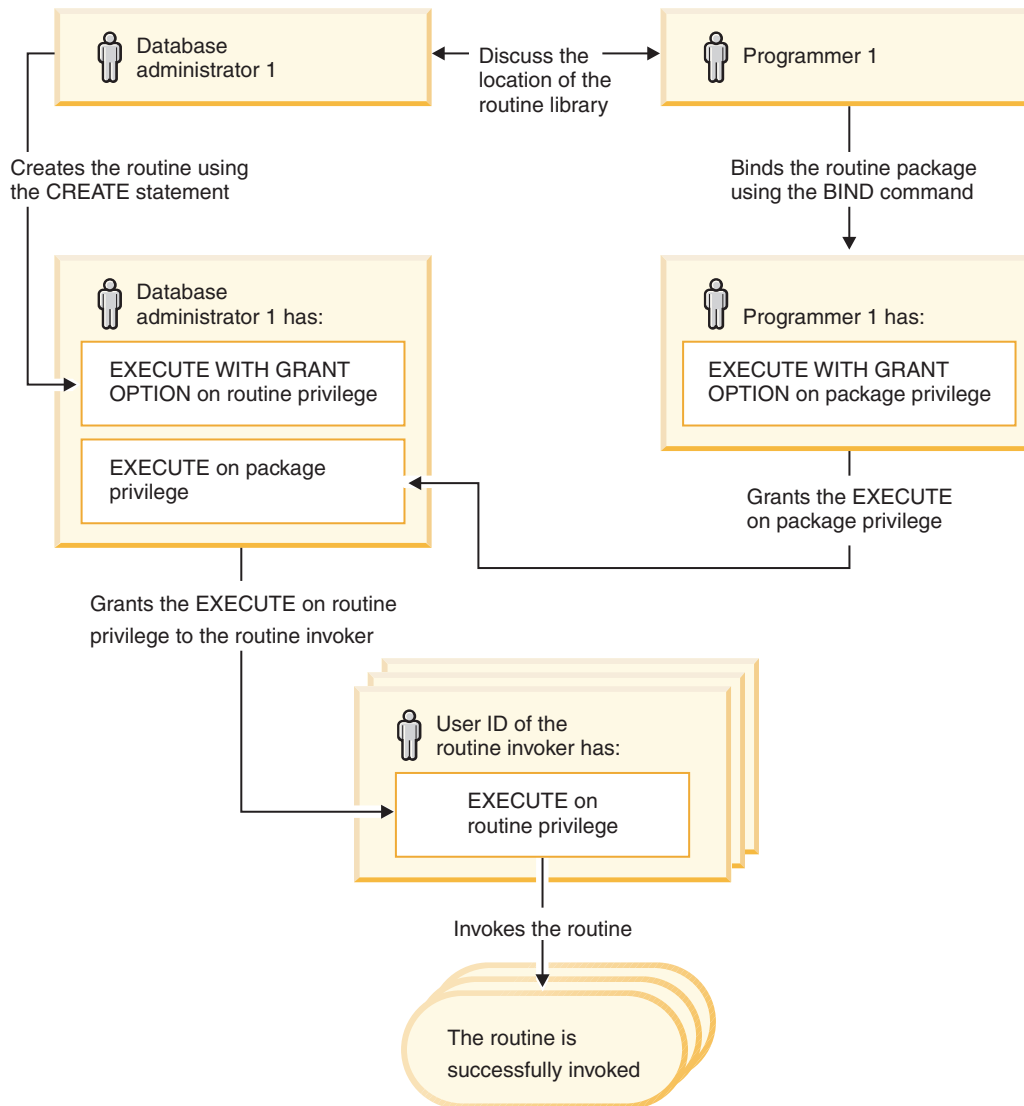 Database
administrator 1
Discuss the
location of the
routine library
Programmer 1
Creates the routine using
the CREATE statement
Binds the routine package
using the BIND command
Database
administrator 1 has:
EXECUTE WITH GRANT
OPTION on routine privilege
EXECUTE on package
privilege
Programmer 1 has:
EXECUTE WITH GRANT
OPTION on package privilege
Grants the EXECUTE
on package privilege
Grants the EXECUTE on routine
privilege to the routine invoker
User ID of the
routine invoker has:
EXECUTE on
routine privilege
Invokes the routine
The routine is
successfully invoked